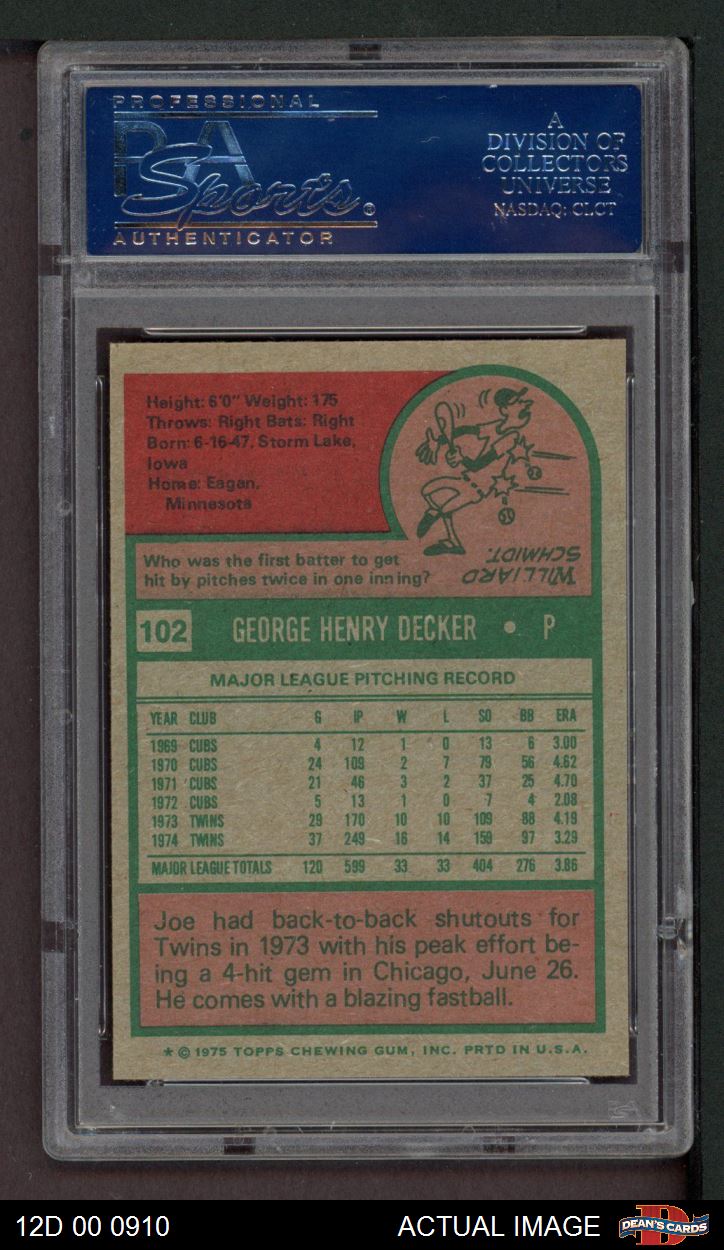 PROFESSIONAL
PSA
Sports®
AUTHENTICATOR
A
DIVISION OF
COLLECTORS
UNIVERSE
NASDAQ: CLCT
Height: 6'0" Weight: 175
Throws: Right Bats: Right
Born: 6-16-47, Storm Lake,
Iowa
Home: Eagan,
Minnesota
Who was the first batter to get
hit by pitches twice in one inning?
WILLIARD
SCHMIDT.
102 GEORGE HENRY DECKER • P
MAJOR LEAGUE PITCHING RECORD
YEAR CLUB G IP W L SO BB ERA
1969 CUBS 4 12 1 0 13 6 3.00
1970 CUBS 24 109 2 7 79 56 4.62
1971 CUBS 21 46 3 2 37 25 4.70
1972 CUBS 5 13 1 0 7 4 2.08
1973 TWINS 29 170 10 10 109 88 4.19
1974 TWINS 37 249 16 14 159 97 3.29
MAJOR LEAGUE TOTALS 120 599 33 33 404 276 3.86
Joe had back-to-back shutouts for
Twins in 1973 with his peak effort be-
ing a 4-hit gem in Chicago, June 26.
He comes with a blazing fastball.
* © 1975 TOPPS CHEWING GUM, INC. PRTD IN U.S.A.
12D 00 0910 ACTUAL IMAGE DEAN'S CARDS